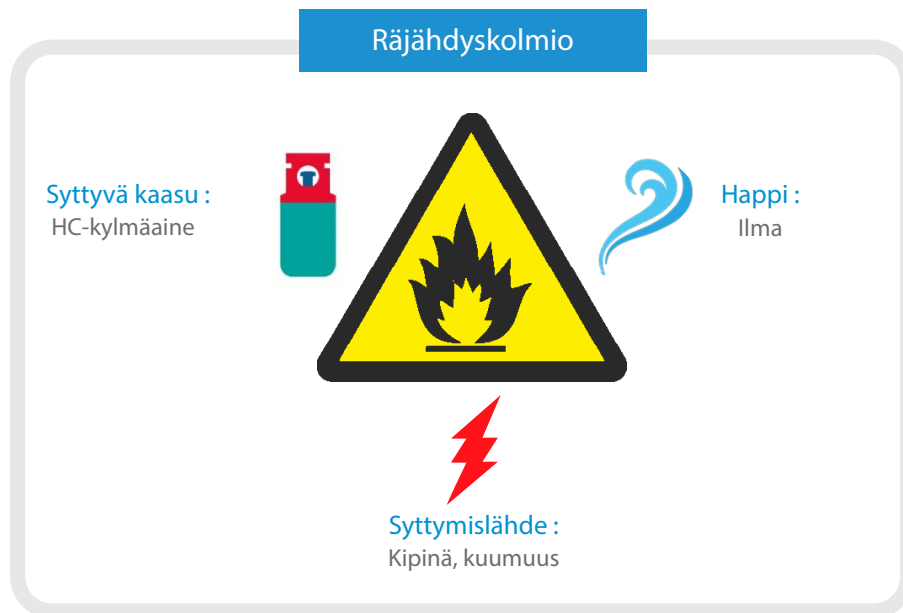 Räjähdyskolmio
Syttyvä kaasu :
HC-kylmäaine
Happi :
Ilma
Syttymislähde :
Kipinä, kuumuus